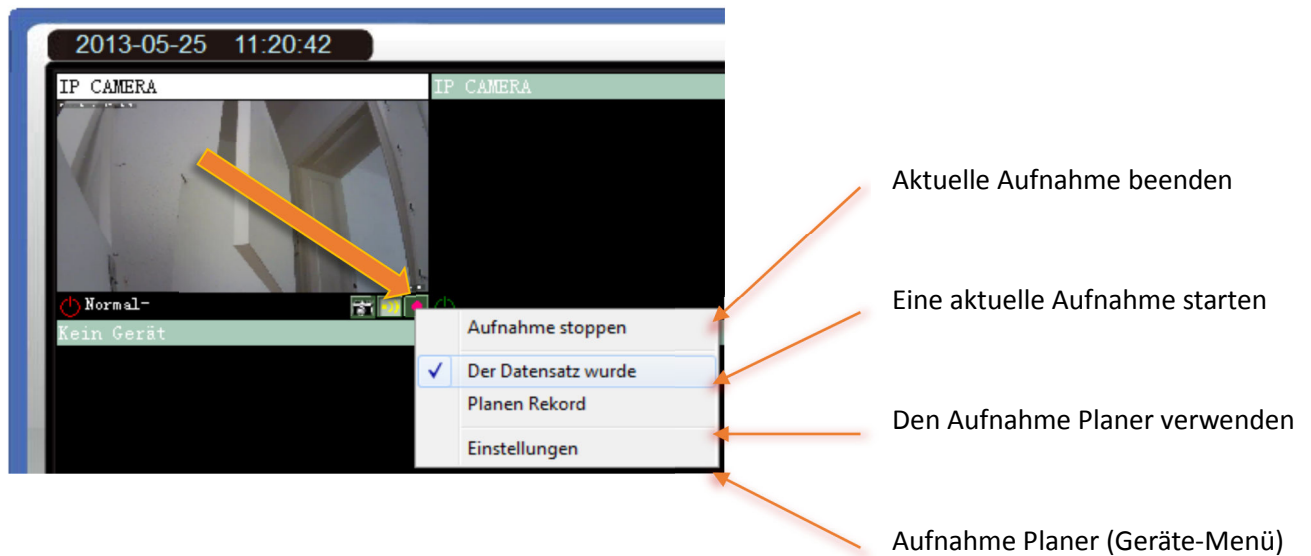 2013-05-25 11:20:42
IP CAMERA
IP CAMERA
Normal-
Kein Gerät
Aufnahme stoppen
Der Datensatz wurde
Planen Rekord
Einstellungen
Aktuelle Aufnahme beenden
Eine aktuelle Aufnahme starten
Den Aufnahme Planer verwenden
Aufnahme Planer (Geräte-Menü)